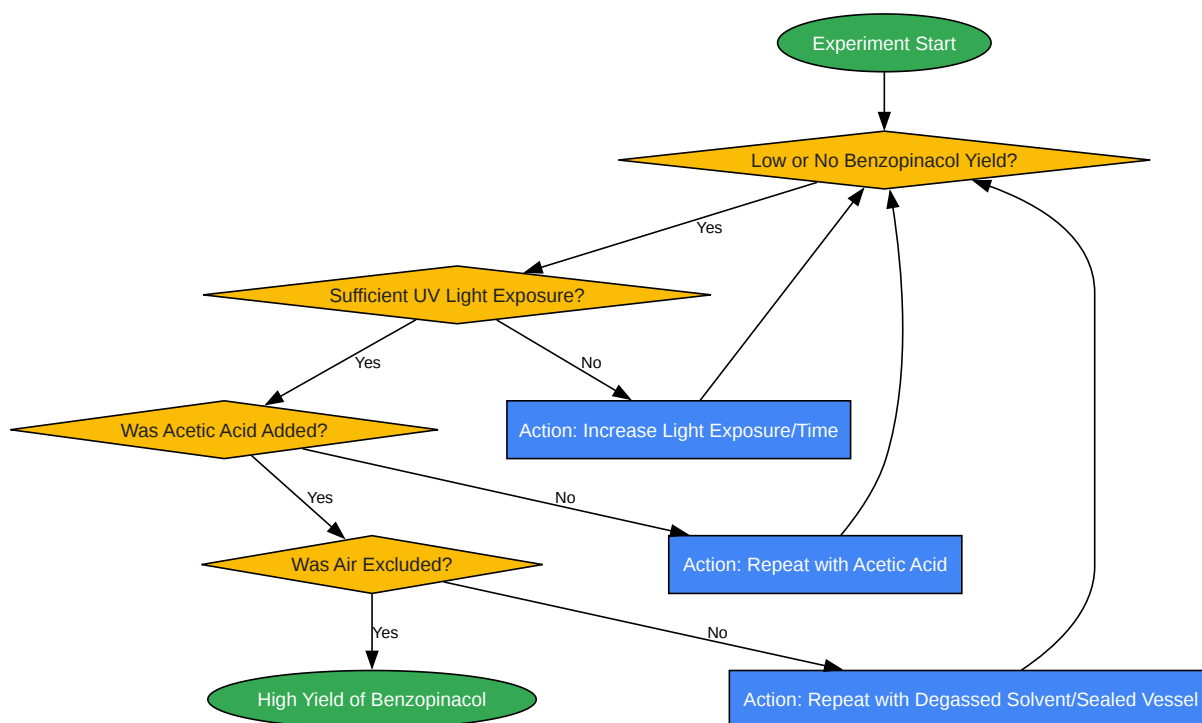 Experiment Start
Low or No Benzopinacol Yield?
Yes
Sufficient UV Light Exposure?
Yes
No
Was Acetic Acid Added?
Action: Increase Light Exposure/Time
Yes
No
Was Air Excluded?
Action: Repeat with Acetic Acid
Yes
No
High Yield of Benzopinacol
Action: Repeat with Degassed Solvent/Sealed Vessel